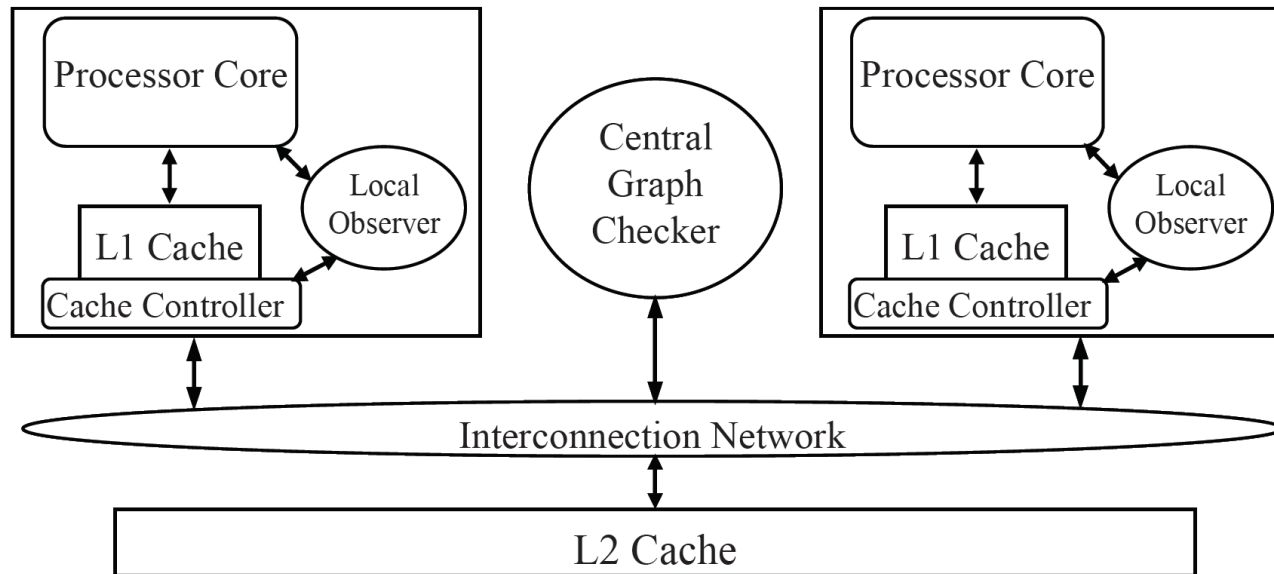 Processor Core
Local
Observer
L1 Cache
Cache Controller
Central
Graph
Checker
Processor Core
Local
Observer
L1 Cache
Cache Controller
Interconnection Network
L2 Cache